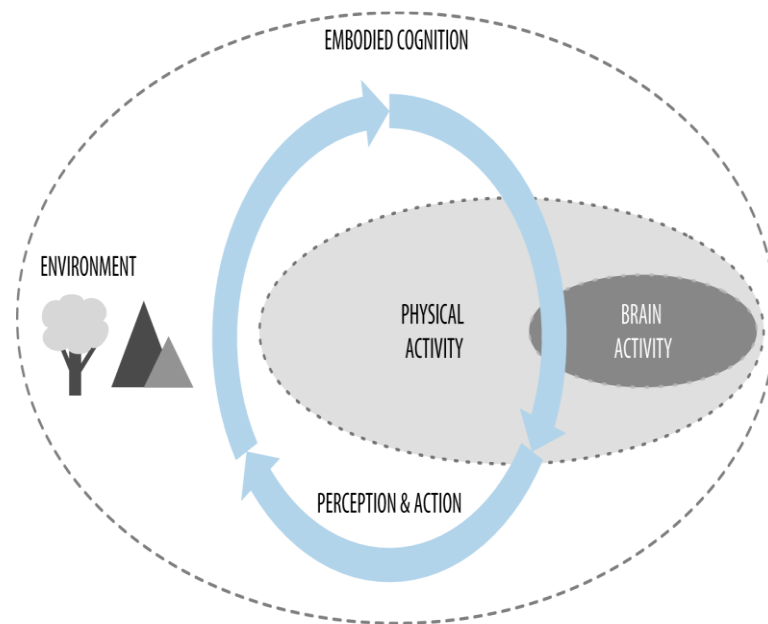 EMBODIED COGNITION
ENVIRONMENT
PHYSICAL
ACTIVITY
BRAIN
ACTIVITY
PERCEPTION & ACTION